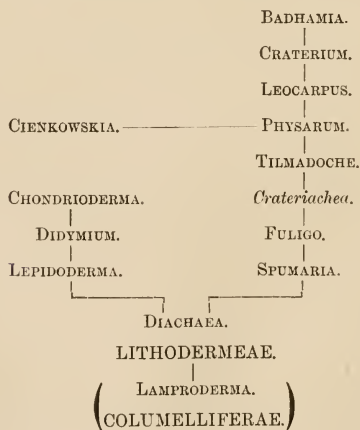 BADHAMIA.
CRATERIUM.
LEOCARPUS.
CIENKOWSKIA. PHYSARUM.
TILMADOCHE.
CHONDRIODERMA. Crateriachea.
DIDYMIUM. FULIGO.
LEPIDODERMA. SPUMARIA.
DIACHAEA.
LITHODERMEAE.
LAMPRODERMA.
(COLUMELLIFERAE.)